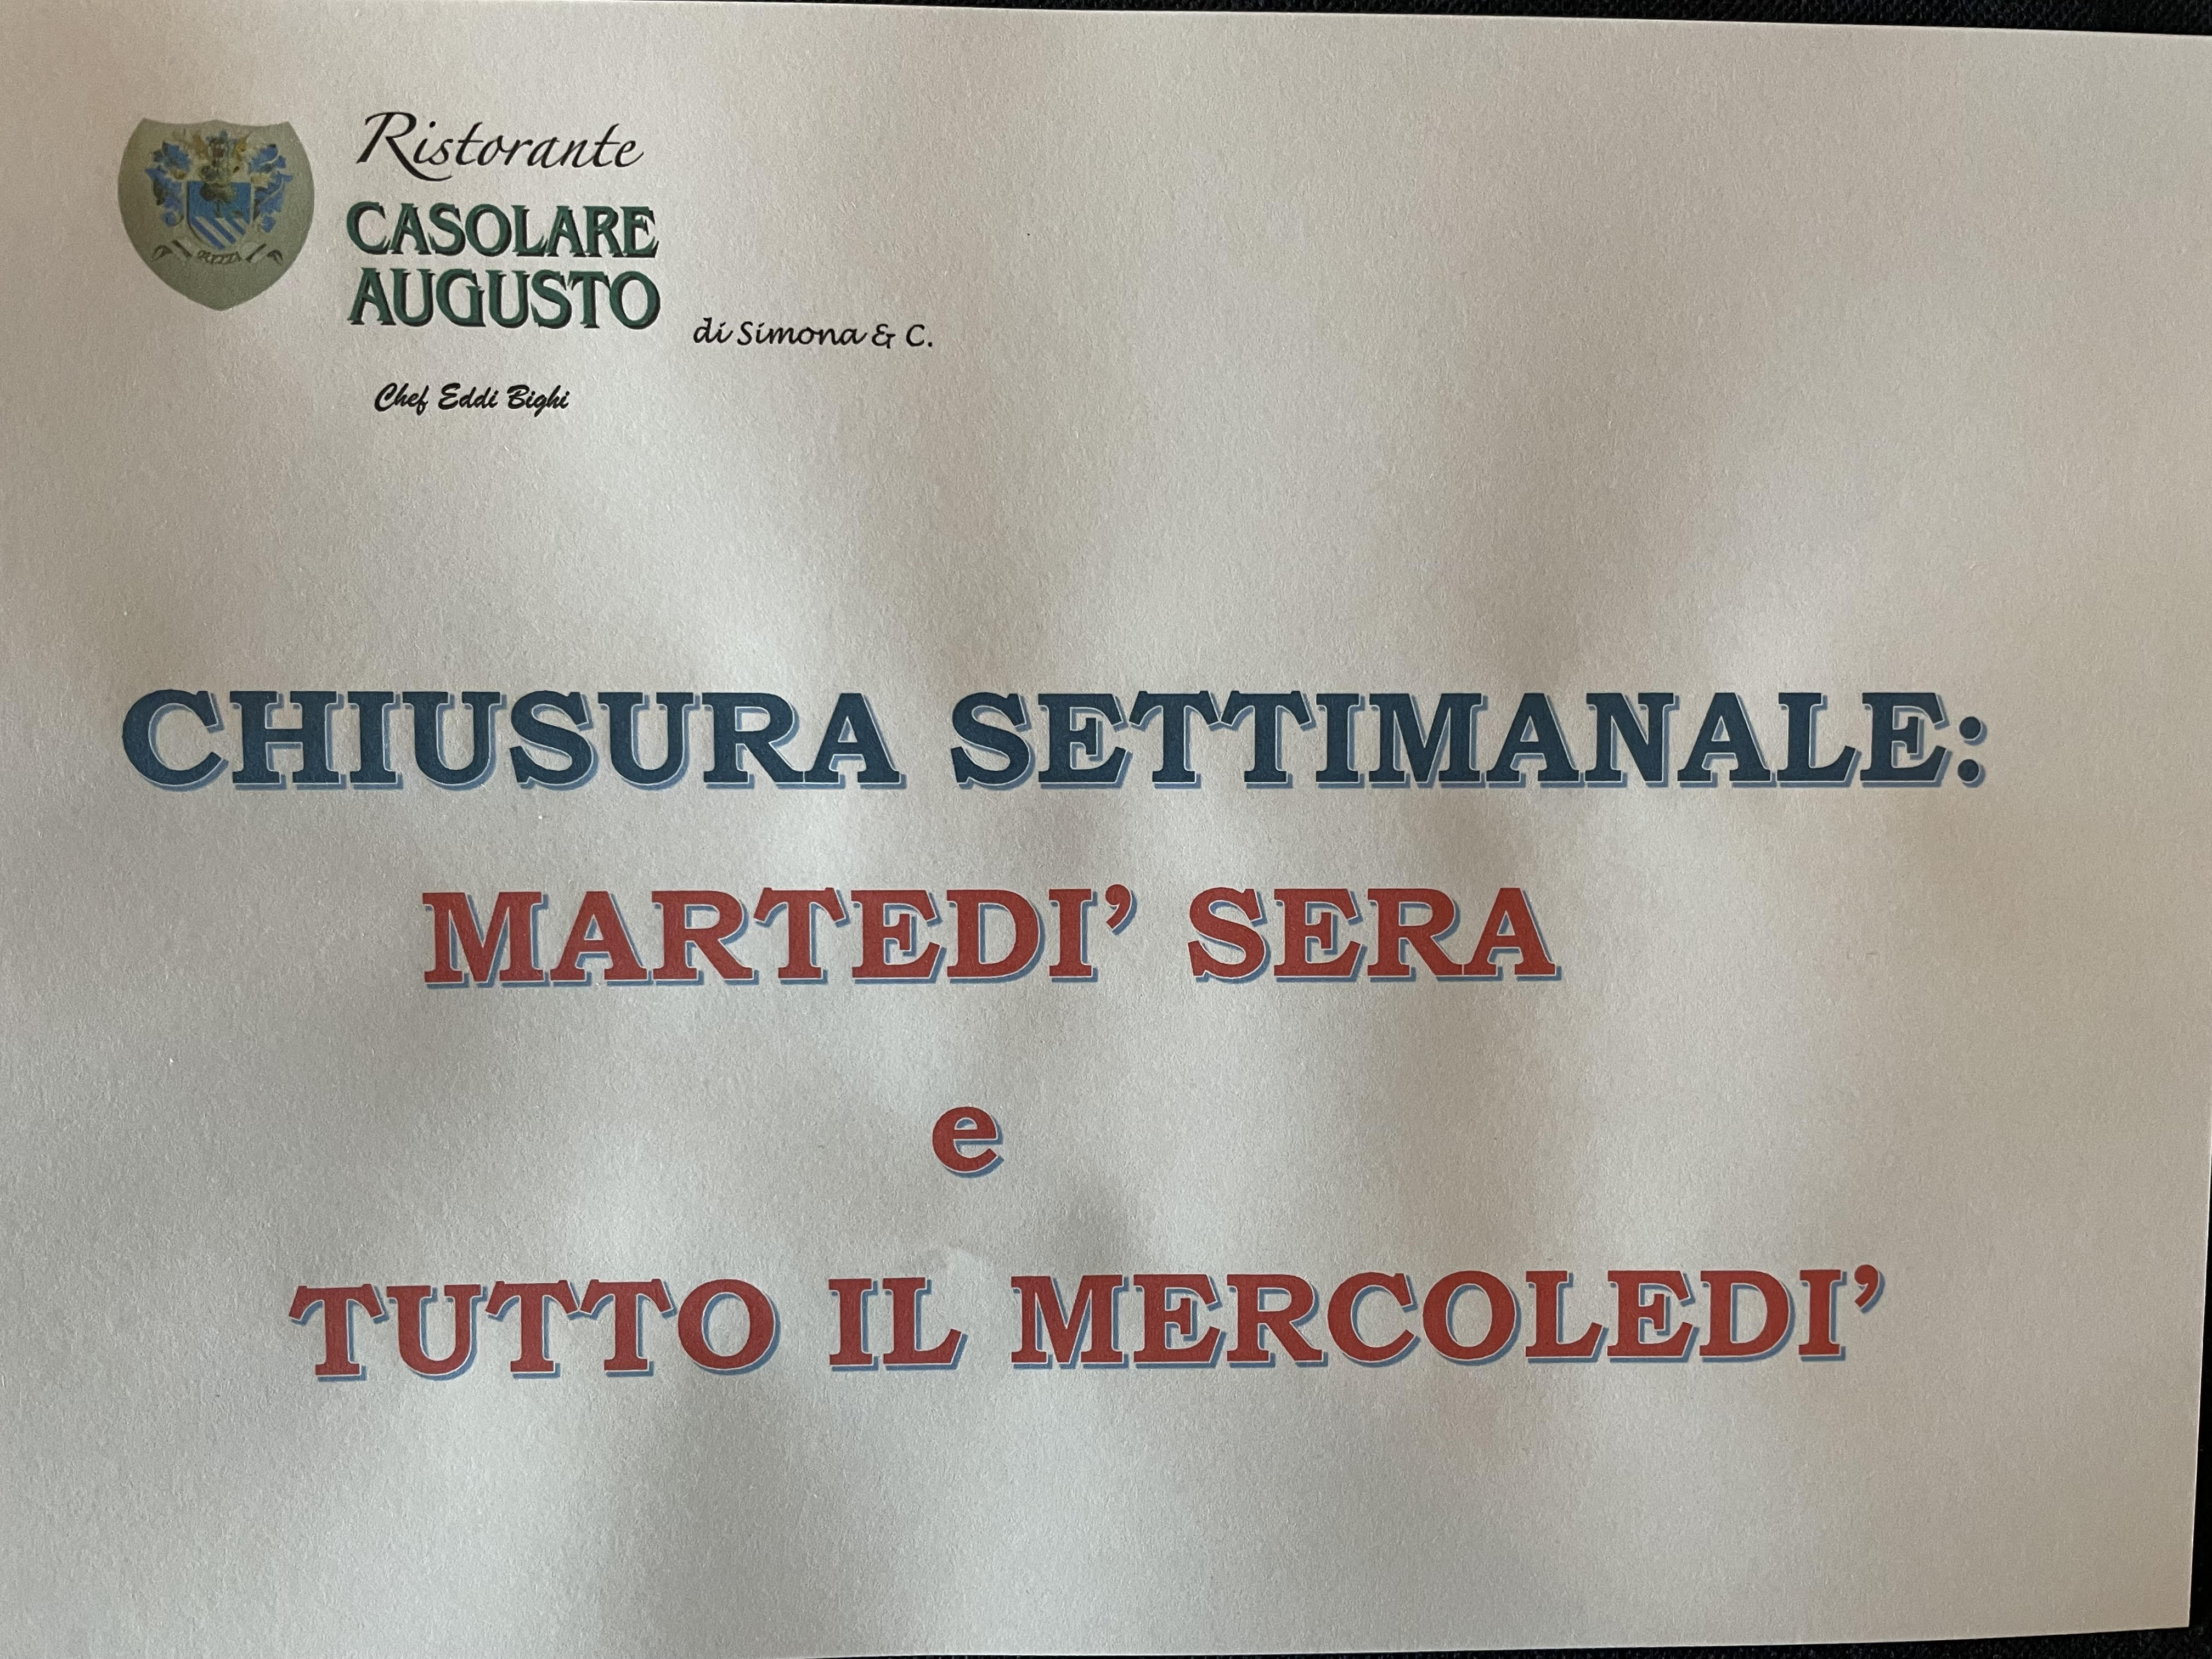 Ristorante
CASOLARE
AUGUSTO
di Simona & C.
Chef Eddi Bighi
CHIUSURA SETTIMANALE:
MARTEDI’ SERA
e
TUTTO IL MERCOLEDI’